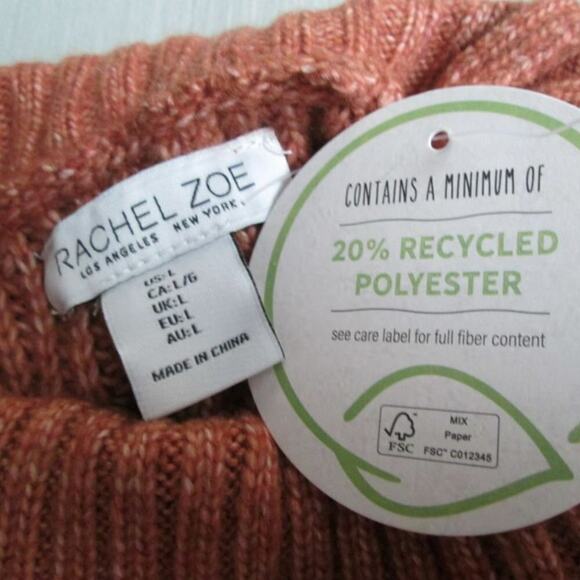 RACHEL ZOE
LOS ANGELES NEW YORK
US: L
CA: L/G
UK: L
EU: L
AU: L
MADE IN CHINA
CONTAINS A MINIMUM OF
20% RECYCLED
POLYESTER
see care label for full fiber content
FSC
MIX
Paper
FSC™ C012345